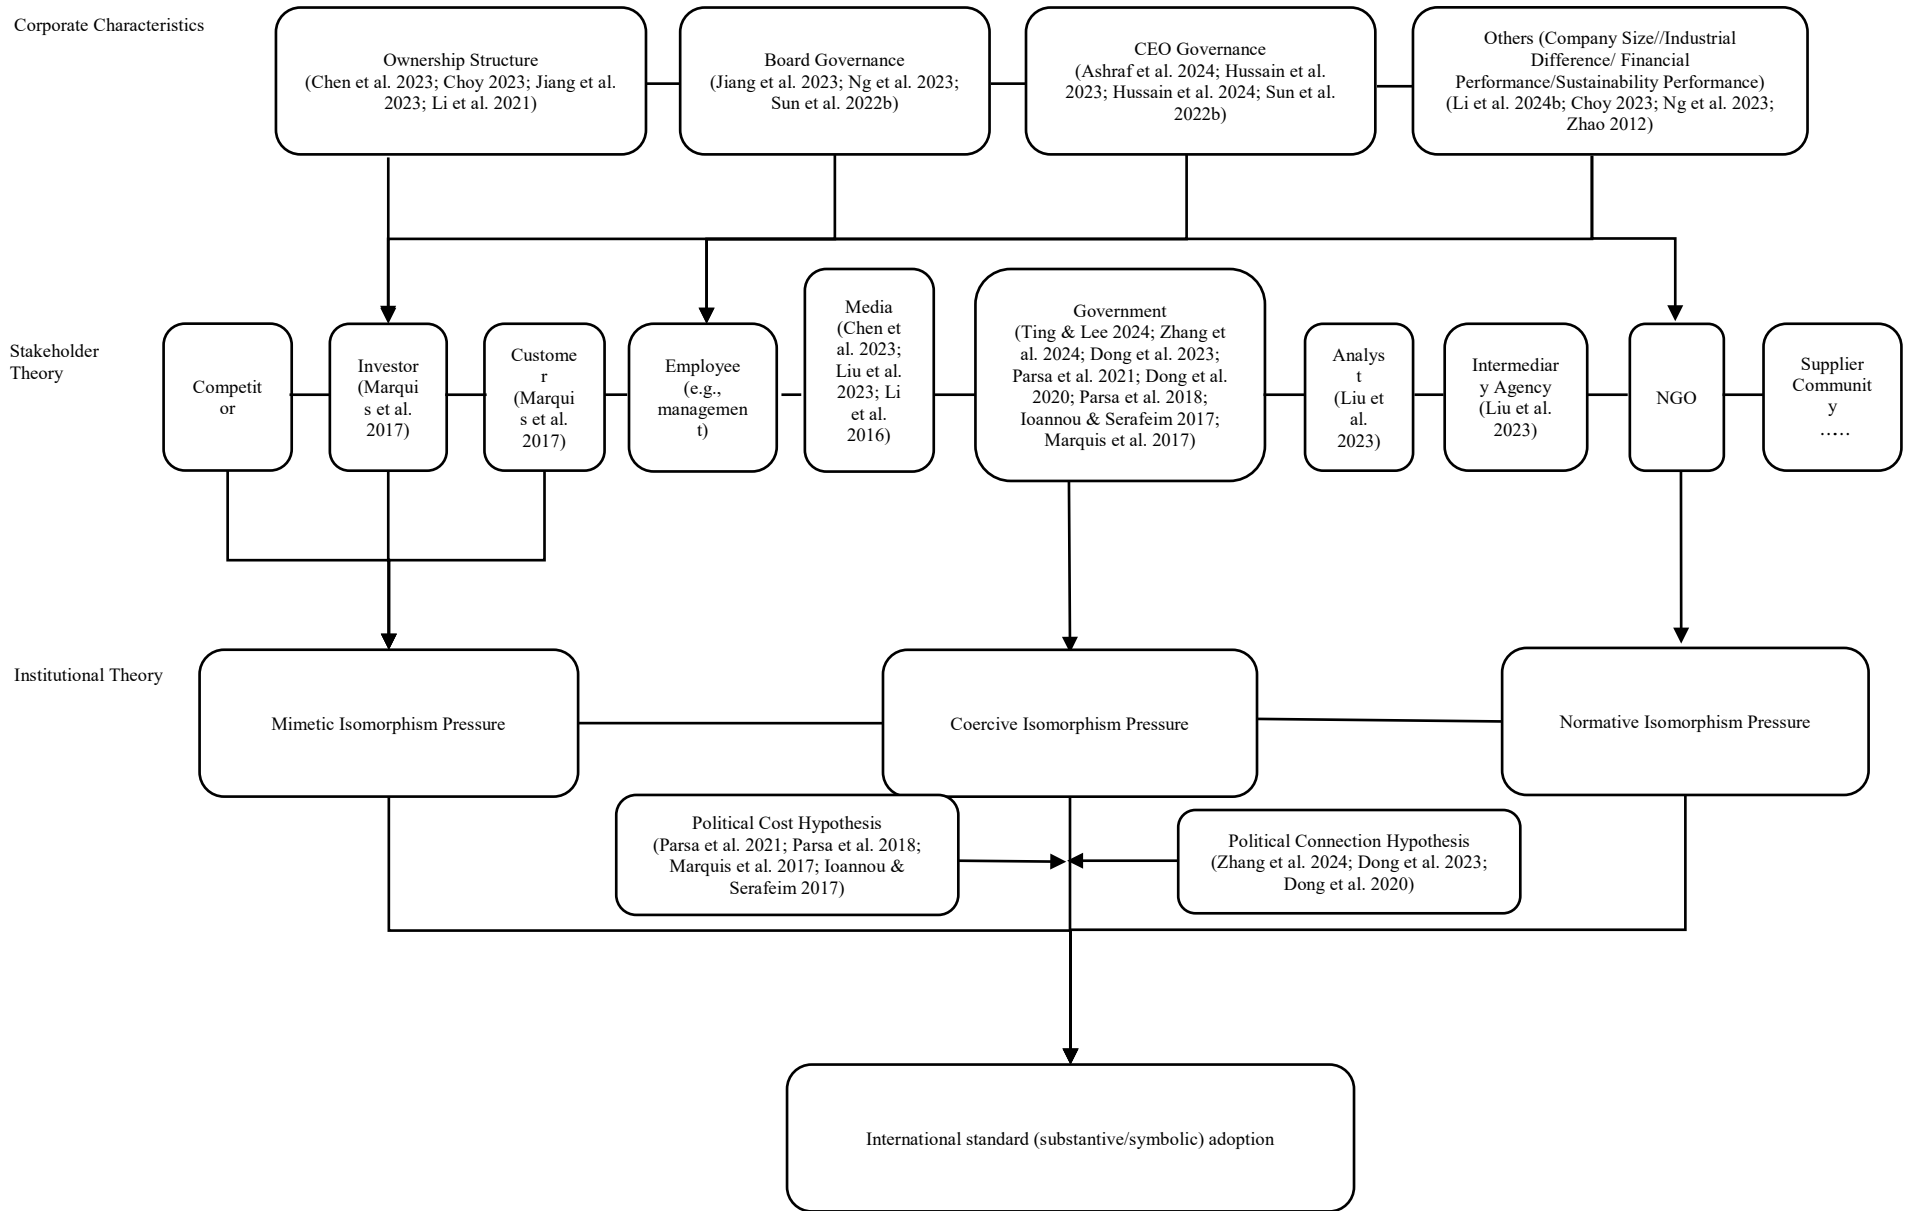 Corporate Characteristics
Ownership Structure
(Chen et al. 2023; Choy 2023; Jiang et al.
2023; Li et al. 2021)
Board Governance
(Jiang et al. 2023; Ng et al. 2023;
Sun et al. 2022b)
CEO Governance
(Ashraf et al. 2024; Hussain et al.
2023; Hussain et al. 2024; Sun et al.
2022b)
Others (Company Size//Industrial
Difference/ Financial
Performance/Sustainability Performance)
(Li et al. 2024b; Choy 2023; Ng et al. 2023;
Zhao 2012)
Stakeholder
Theory
Competit
or
Investor
(Marqui
s et al.
2017)
Custome
r
(Marqui
s et al.
2017)
Employee
(e.g.,
managemen
t)
Media
(Chen et
al. 2023;
Liu et al.
2023; Li
et al.
2016)
Government
(Ting & Lee 2024; Zhang et
al. 2024; Dong et al. 2023;
Parsa et al. 2021; Dong et al.
2020; Parsa et al. 2018;
Ioannou & Serafeim 2017;
Marquis et al. 2017)
Analys
t
(Liu et
al.
2023)
Intermediar
y Agency
(Liu et al.
2023)
NGO
Supplier
Communit
y
.....
Institutional Theory
Mimetic Isomorphism Pressure
Coercive Isomorphism Pressure
Normative Isomorphism Pressure
Political Cost Hypothesis
(Parsa et al. 2021; Parsa et al. 2018;
Marquis et al. 2017; Ioannou &
Serafeim 2017)
Political Connection Hypothesis
(Zhang et al. 2024; Dong et al. 2023;
Dong et al. 2020)
International standard (substantive/symbolic) adoption